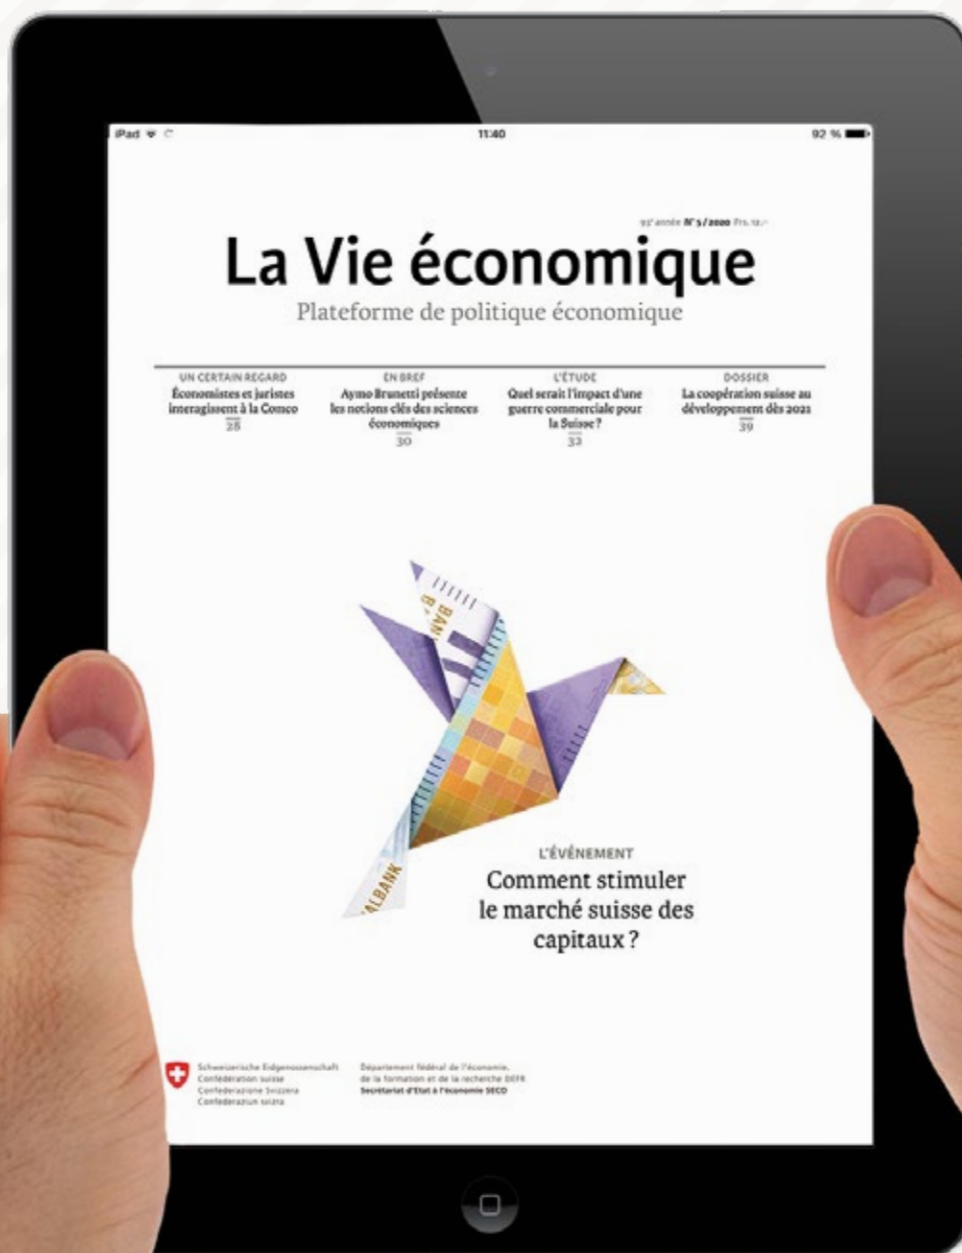 iPad
11:40
92 %
93e année N° 5 / 2020 Frs. 12.–
La Vie économique
Plateforme de politique économique
UN CERTAIN REGARD
Économistes et juristes
interagissent à la Comco
28
EN BREF
Aymo Brunetti présente
les notions clés des sciences
économiques
30
L'ÉTUDE
Quel serait l'impact d'une
guerre commerciale pour
la Suisse ?
32
DOSSIER
La coopération suisse au
développement dès 2021
39
BAN
ALBANK
L'ÉVÉNEMENT
Comment stimuler
le marché suisse des
capitaux ?
Schweizerische Eidgenossenschaft
Confédération suisse
Confederazione Svizzera
Confederaziun svizra
Département fédéral de l'économie,
de la formation et de la recherche DEFR
Secrétariat d'Etat à l'économie SECO